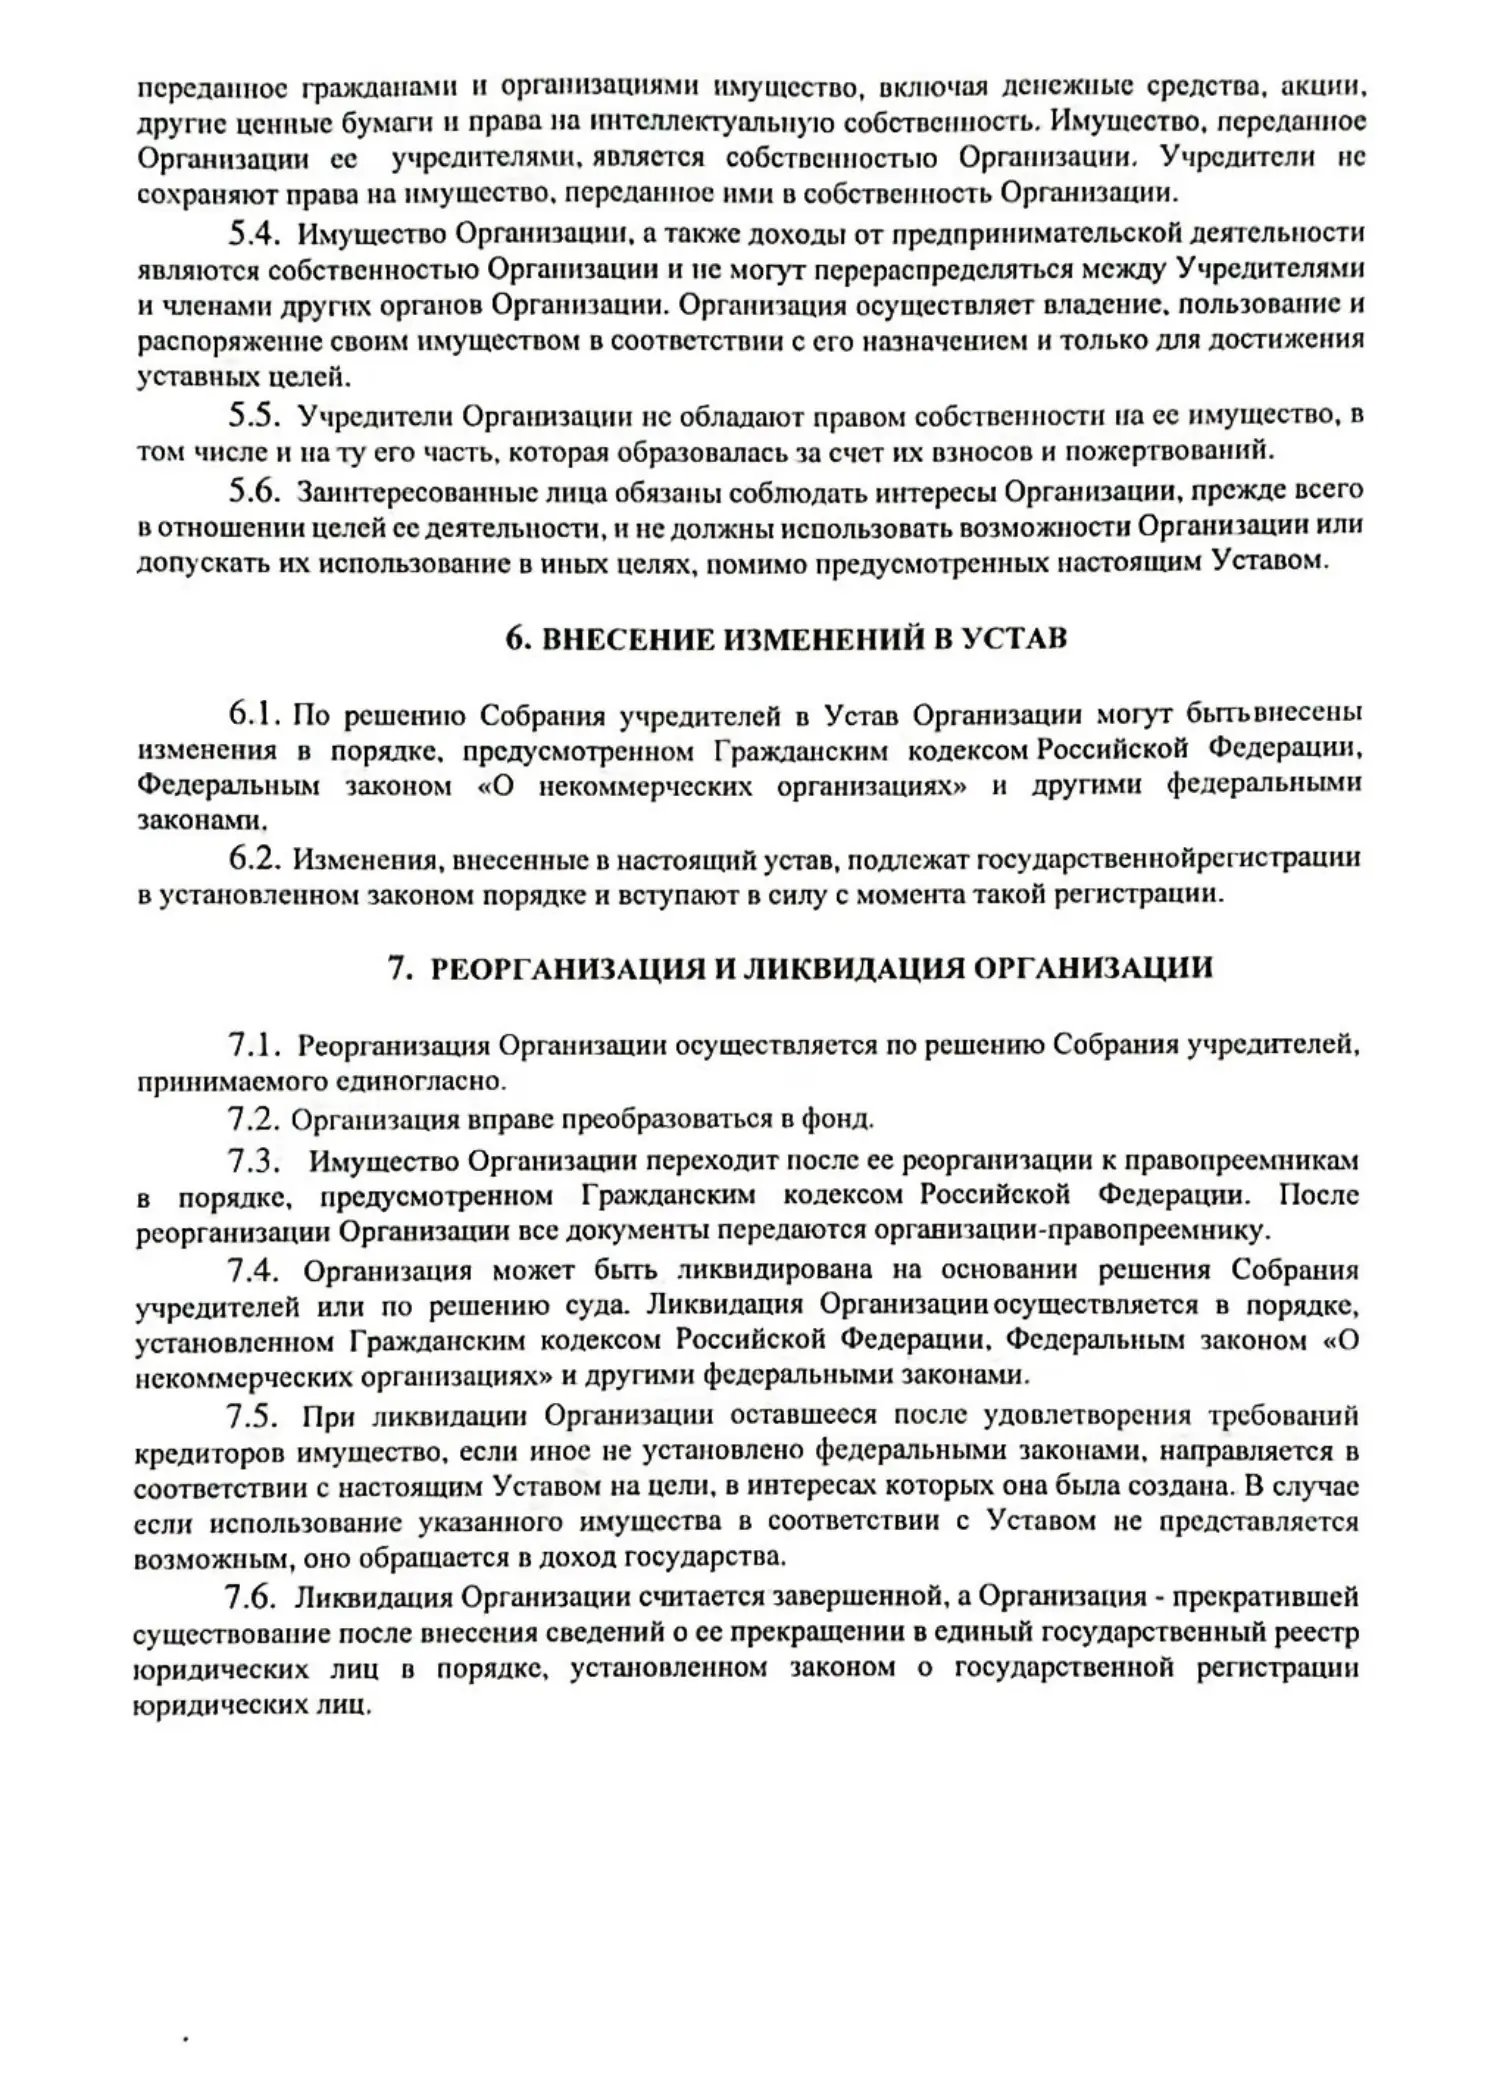 переданное гражданами и организациями имущество, включая денежные средства, акции,
другие ценные бумаги и права на интеллектуальную собственность. Имущество, переданное
Организации ее учредителями, является собственностью Организации. Учредители не
сохраняют права на имущество, переданное ими в собственность Организации.
5.4. Имущество Организации, а также доходы от предпринимательской деятельности
являются собственностью Организации и не могут перераспределяться между Учредителями
и членами других органов Организации. Организация осуществляет владение, пользование и
распоряжение своим имуществом в соответствии с его назначением и только для достижения
уставных целей.
5.5. Учредители Организации не обладают правом собственности на ее имущество, в
том числе и на ту его часть, которая образовалась за счет их взносов и пожертвований.
5.6. Заинтересованные лица обязаны соблюдать интересы Организации, прежде всего
в отношении целей ее деятельности, и не должны использовать возможности Организации или
допускать их использование в иных целях, помимо предусмотренных настоящим Уставом.
6. ВНЕСЕНИЕ ИЗМЕНЕНИЙ В УСТАВ
6.1. По решению Собрания учредителей в Устав Организации могут бытьвнесены
изменения в порядке, предусмотренном Гражданским кодексом Российской Федерации,
Федеральным законом «О некоммерческих организациях» и другими федеральными
законами.
6.2. Изменения, внесенные в настоящий устав, подлежат государственнойрегистрации
в установленном законом порядке и вступают в силу с момента такой регистрации.
7. РЕОРГАНИЗАЦИЯ И ЛИКВИДАЦИЯ ОРГАНИЗАЦИИ
7.1. Реорганизация Организации осуществляется по решению Собрания учредителей,
принимаемого единогласно.
7.2. Организация вправе преобразоваться в фонд.
7.3. Имущество Организации переходит после ее реорганизации к правопреемникам
в порядке, предусмотренном Гражданским кодексом Российской Федерации. После
реорганизации Организации все документы передаются организации-правопреемнику.
7.4. Организация может быть ликвидирована на основании решения Собрания
учредителей или по решению суда. Ликвидация Организации осуществляется в порядке,
установленном Гражданским кодексом Российской Федерации, Федеральным законом «О
некоммерческих организациях» и другими федеральными законами.
7.5. При ликвидации Организации оставшееся после удовлетворения требований
кредиторов имущество, если иное не установлено федеральными законами, направляется в
соответствии с настоящим Уставом на цели, в интересах которых она была создана. В случае
если использование указанного имущества в соответствии с Уставом не представляется
возможным, оно обращается в доход государства.
7.6. Ликвидация Организации считается завершенной, а Организация - прекратившей
существование после внесения сведений о ее прекращении в единый государственный реестр
юридических лиц в порядке, установленном законом о государственной регистрации
юридических лиц.